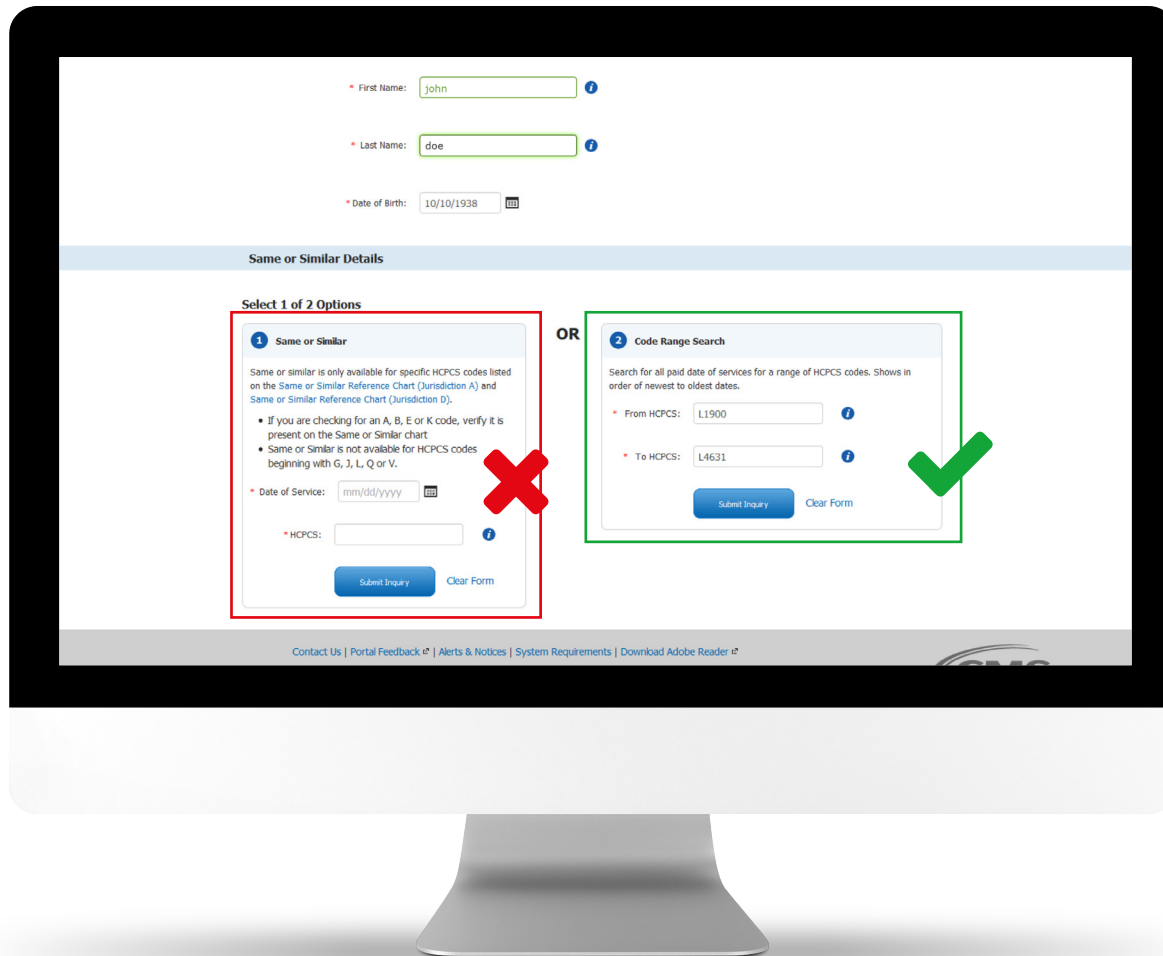 * First Name: john
* Last Name: doe
* Date of Birth: 10/10/1938
Same or Similar Details
Select 1 of 2 Options
1 Same or Similar
Same or similar is only available for specific HCPCS codes listed
on the Same or Similar Reference Chart (Jurisdiction A) and
Same or Similar Reference Chart (Jurisdiction D).
• If you are checking for an A, B, E or K code, verify it is
present on the Same or Similar chart
• Same or Similar is not available for HCPCS codes
beginning with G, J, L, Q or V.
* Date of Service: mm/dd/yyyy
* HCPCS:
Submit Inquiry Clear Form
OR
2 Code Range Search
Search for all paid date of services for a range of HCPCS codes. Shows in
order of newest to oldest dates.
* From HCPCS: L1900
* To HCPCS: L4631
Submit Inquiry Clear Form
Contact Us | Portal Feedback | Alerts & Notices | System Requirements | Download Adobe Reader
CMS